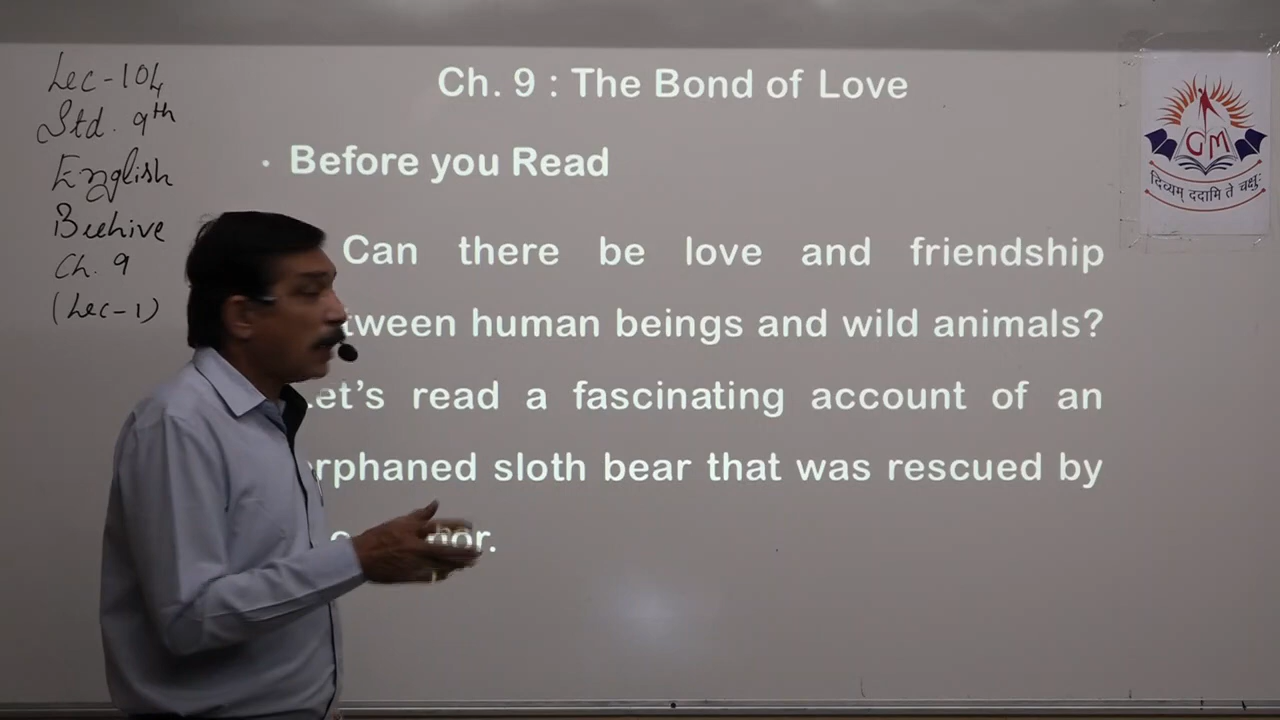 Lec-104
Std. 9th
English
Beehive
Ch. 9
(Lec-1)
Ch. 9 : The Bond of Love
• Before you Read
Can there be love and friendship
tween human beings and wild animals?
et's read a fascinating account of an
rphaned sloth bear that was rescued by
hor.
GM
दिव्यम् ददामि ते चक्षुः